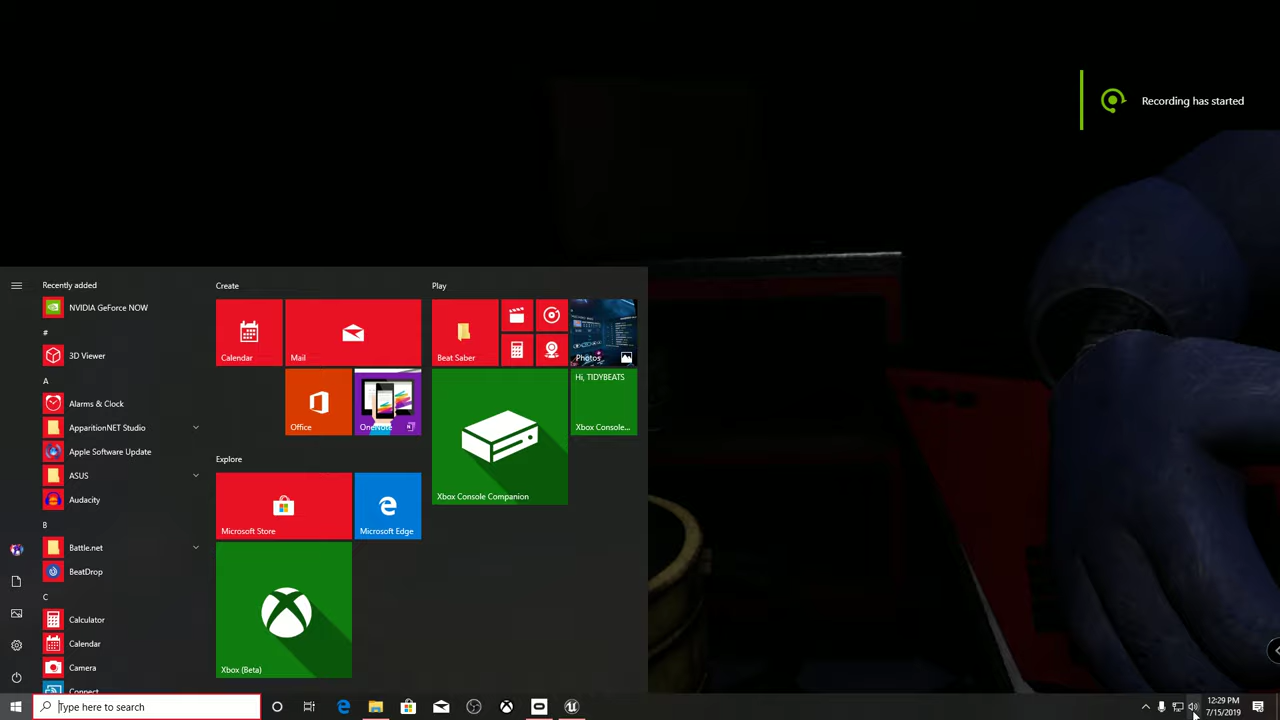 Recording has started
Recently added
NVIDIA GeForce NOW
#
3D Viewer
A
Alarms & Clock
ApparitionNET Studio
Apple Software Update
ASUS
Audacity
B
Battle.net
BeatDrop
C
Calculator
Calendar
Camera
Connect
Create
Calendar
Mail
Office
OneNote
Explore
Microsoft Store
Microsoft Edge
Xbox (Beta)
Play
Beat Saber
Photos
Hi, TIDYBEATS
Xbox Console...
Xbox Console Companion
Type here to search
12:29 PM
7/15/2019